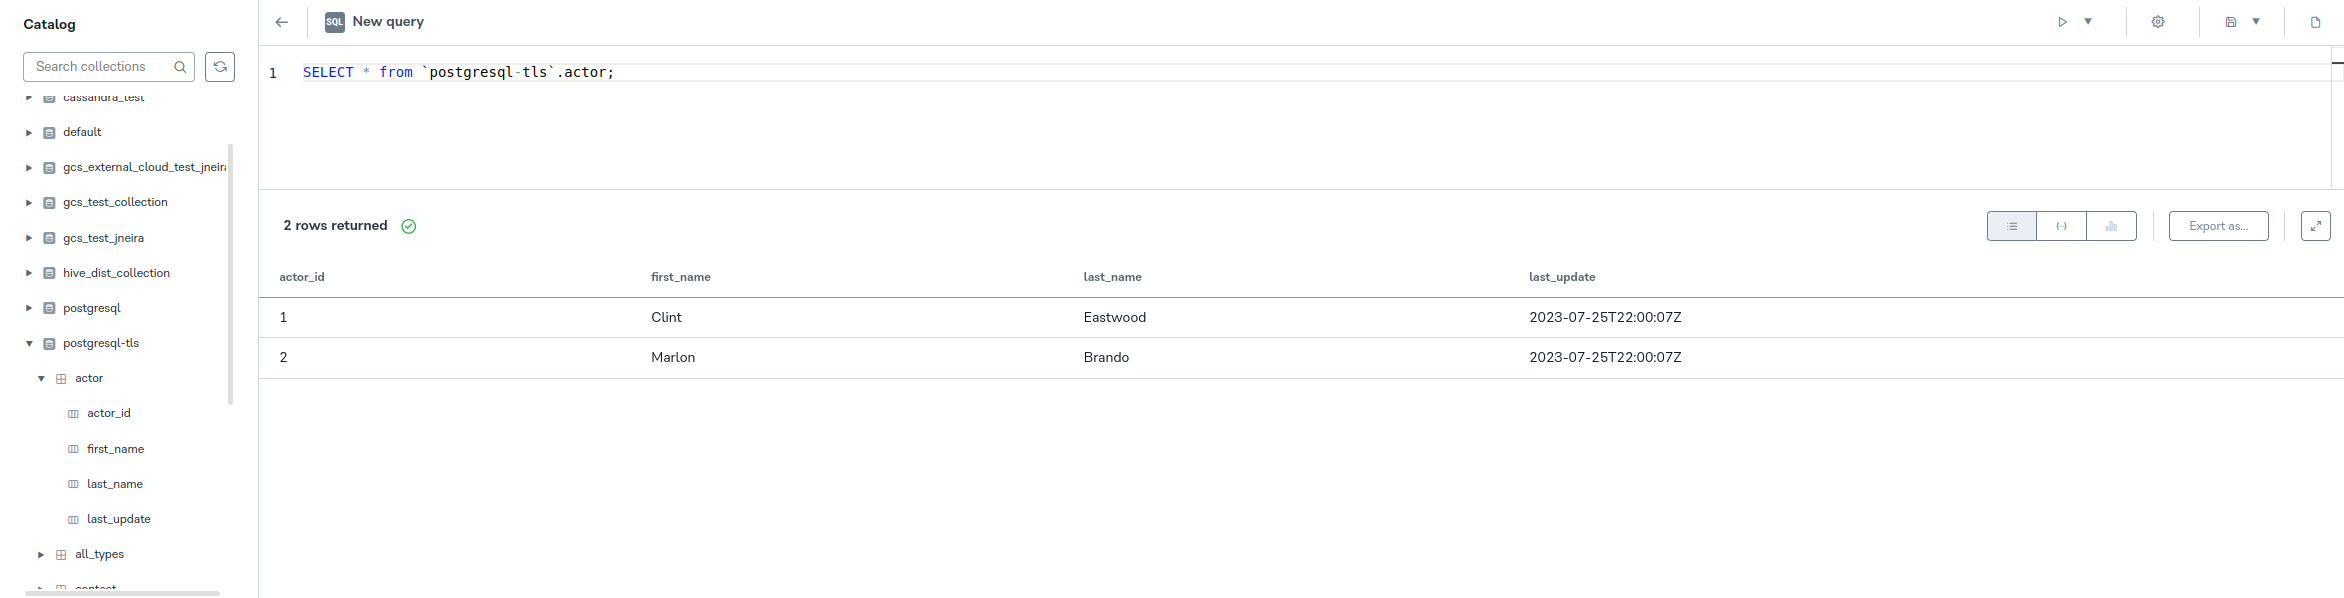 Catalog
Search collections
cassandra_test
default
gcs_external_cloud_test_jneira
gcs_test_collection
gcs_test_jneira
hive_dist_collection
postgresql
postgresql-tls
actor
actor_id
first_name
last_name
last_update
all_types
contact
SQL New query
1 SELECT * from `postgresql-tls`.actor;
2 rows returned
Export as...
actor_id first_name last_name last_update
1 Clint Eastwood 2023-07-25T22:00:07Z
2 Marlon Brando 2023-07-25T22:00:07Z